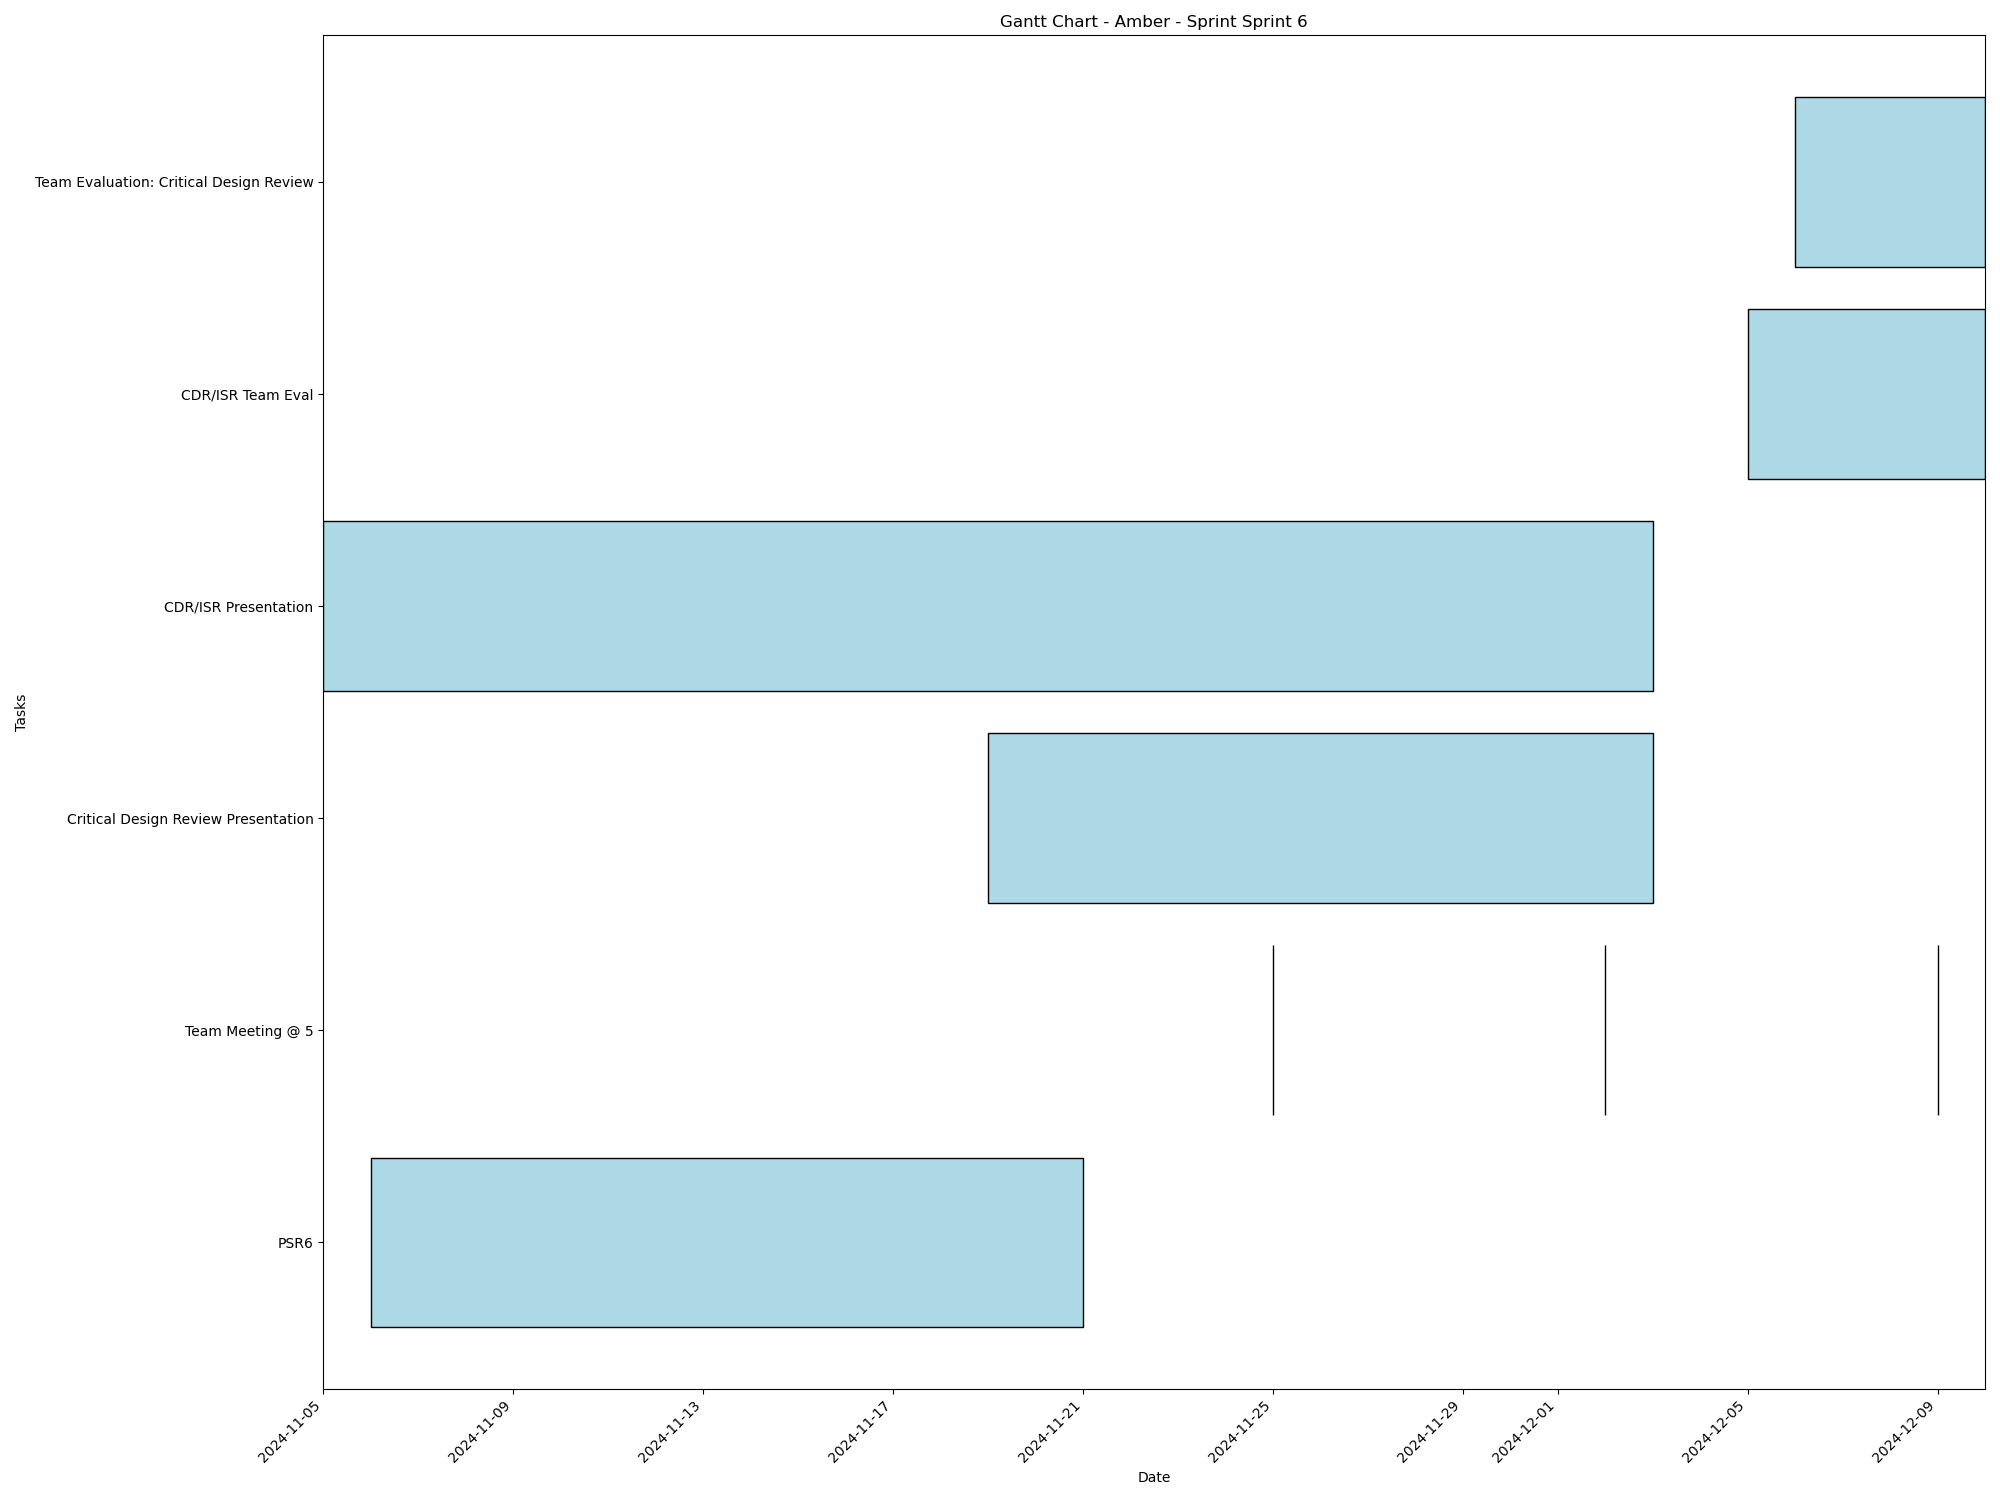 Gantt Chart - Amber - Sprint Sprint 6
Team Evaluation: Critical Design Review
CDR/ISR Team Eval
CDR/ISR Presentation
Critical Design Review Presentation
Team Meeting @ 5
PSR6
Tasks
2024-11-05
2024-11-09
2024-11-13
2024-11-17
2024-11-21
2024-11-25
2024-11-29
2024-12-01
2024-12-05
2024-12-09
Date